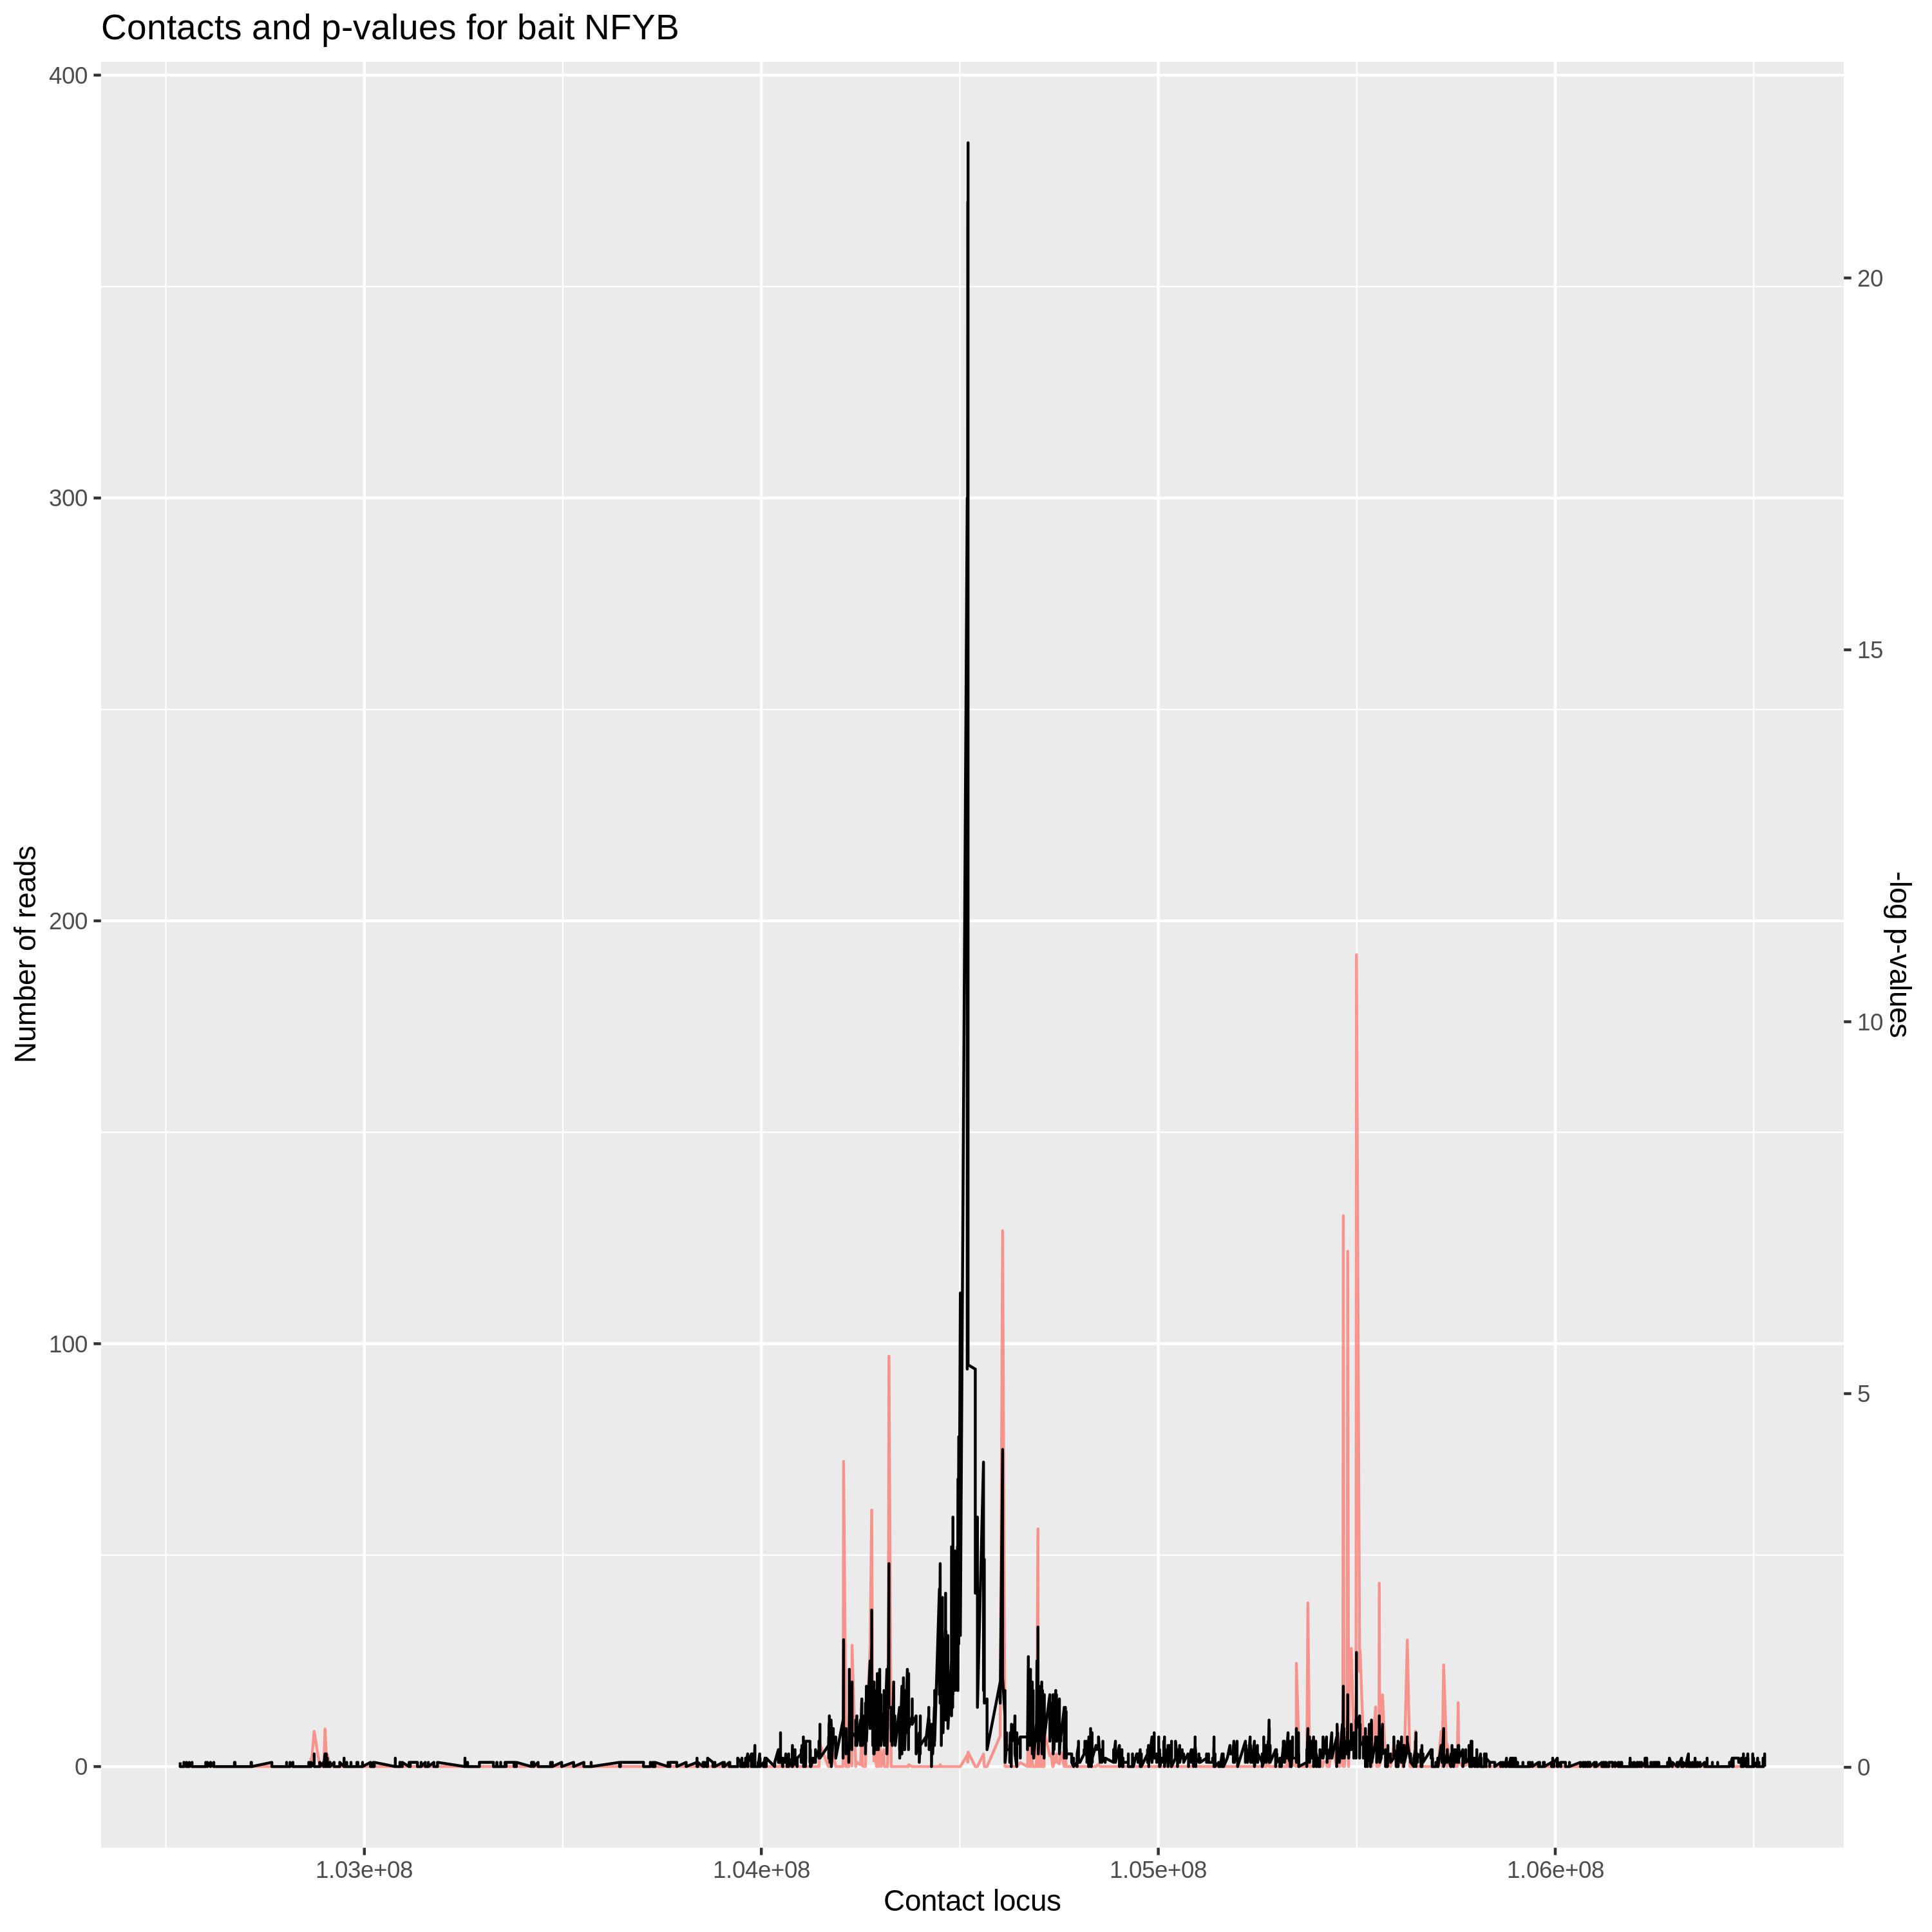 Contacts and p-values for bait NFYB
400
300
200
100
0
Number of reads
20
15
10
5
0
-log p-values
1.03e+08
1.04e+08
1.05e+08
1.06e+08
Contact locus